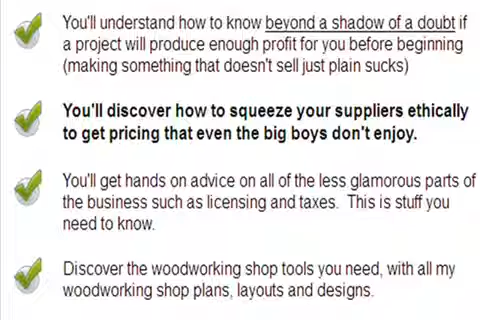 You'll understand how to know beyond a shadow of a doubt if
a project will produce enough profit for you before beginning
(making something that doesn't sell just plain sucks)
You'll discover how to squeeze your suppliers ethically
to get pricing that even the big boys don't enjoy.
You'll get hands on advice on all of the less glamorous parts of
the business such as licensing and taxes.  This is stuff you
need to know.
Discover the woodworking shop tools you need, with all my
woodworking shop plans, layouts and designs.